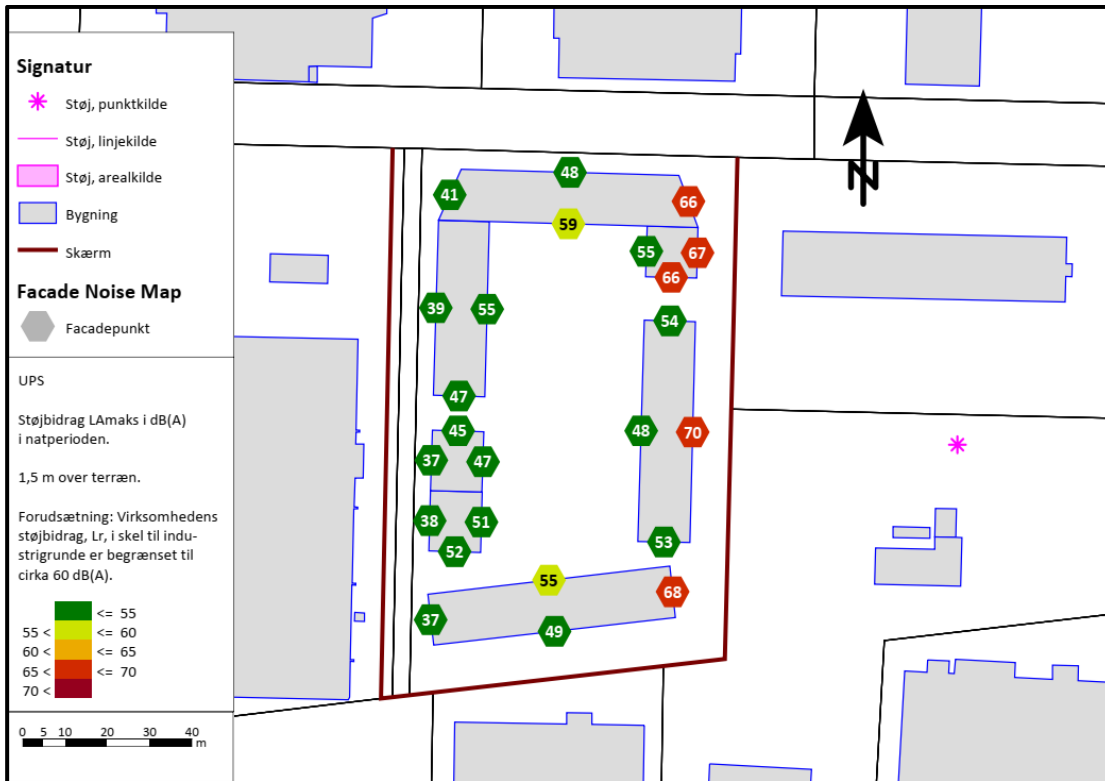 Signatur
Støj, punktkilde
Støj, linjekilde
Støj, arealkilde
Bygning
Skærm
Facade Noise Map
Facadepunkt
UPS
Støjbidrag LAmaks i dB(A)
i natperioden.
1,5 m over terræn.
Forudsætning: Virksomhedens
støjbidrag, Lr, i skel til indu-
strigrunde er begrænset til
cirka 60 dB(A).
<= 55
55 < <= 60
60 < <= 65
65 < <= 70
70 <
0 5 10 20 30 40
m
48
41
66
59
55
67
66
39
55
54
47
45
48
70
37
47
38
51
52
53
55
68
37
49
N